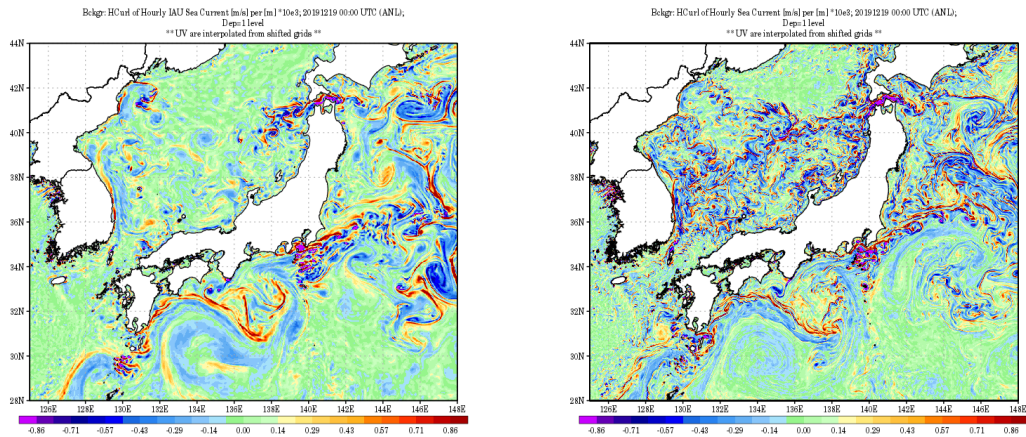 Bckgr: HCurl of Hourly IAU Sea Current [m/s] per [m] *10e3; 20191219 00:00 UTC (ANL);
Dep=1 level
** UV are interpolated from shifted grids **
44N
42N
40N
38N
36N
34N
32N
30N
28N
126E 128E 130E 132E 134E 136E 138E 140E 142E 144E 146E 148E
-0.86 -0.71 -0.57 -0.43 -0.29 -0.14 0.00 0.14 0.29 0.43 0.57 0.71 0.86
Bckgr: HCurl of Hourly Sea Current [m/s] per [m] *10e3; 20191219 00:00 UTC (ANL);
Dep=1 level
** UV are interpolated from shifted grids **
44N
42N
40N
38N
36N
34N
32N
30N
28N
126E 128E 130E 132E 134E 136E 138E 140E 142E 144E 146E 148E
-0.86 -0.71 -0.57 -0.43 -0.29 -0.14 0.00 0.14 0.29 0.43 0.57 0.71 0.86